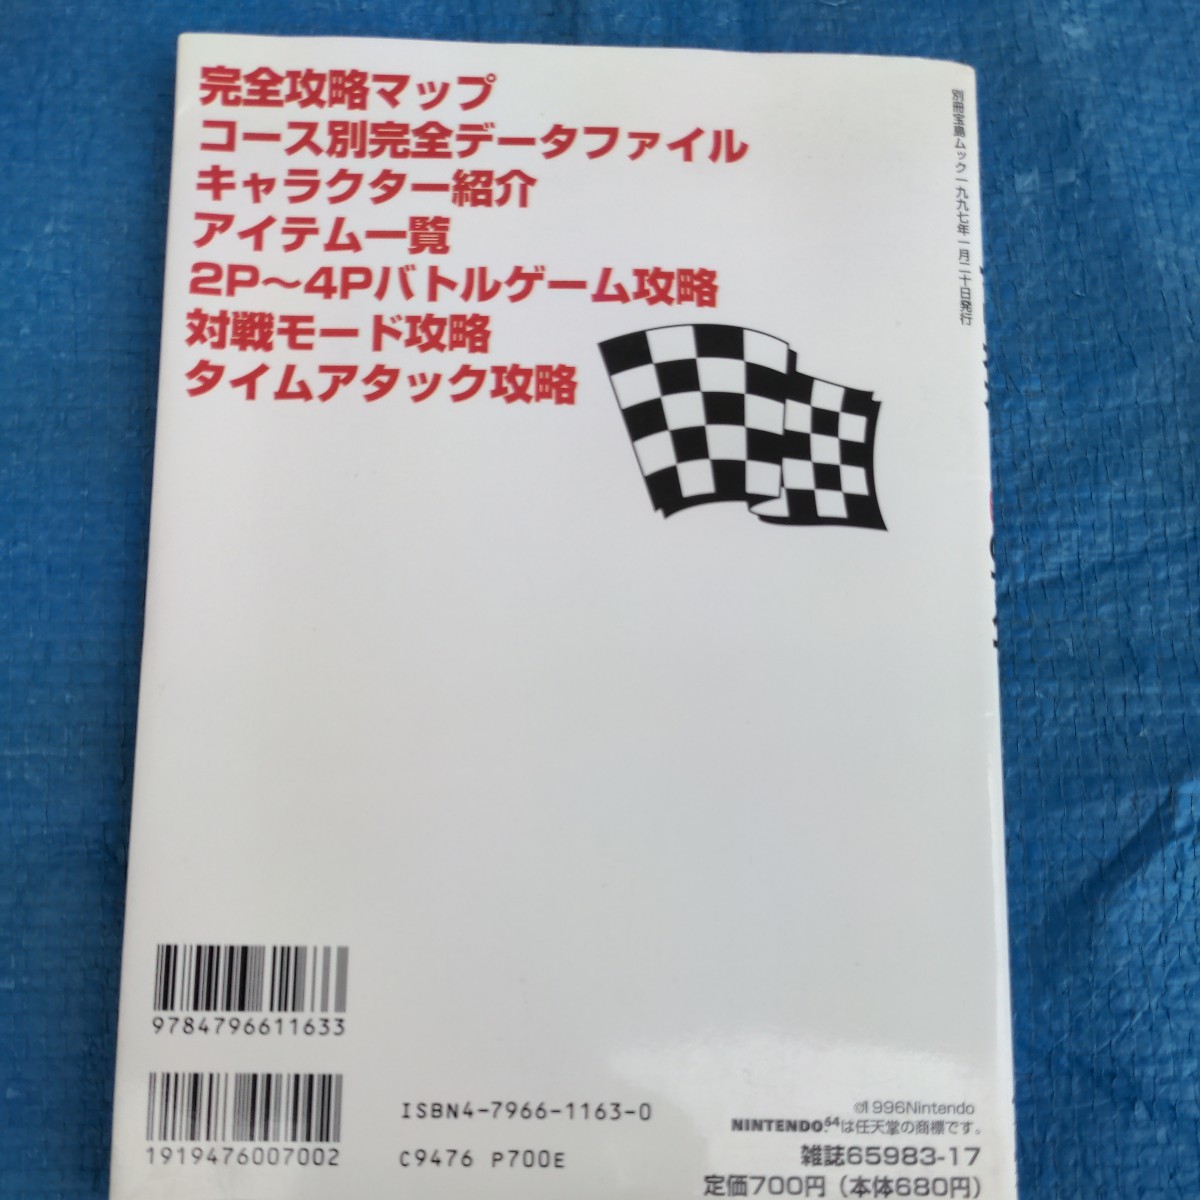 完全攻略マップ
コース別完全データファイル
キャラクター紹介
アイテム一覧
2P〜4Pバトルゲーム攻略
対戦モード攻略
タイムアタック攻略
別冊宝島ムック一九九七年一月二十日発行
9784796611633
1919476007002
ISBN4-7966-1163-0
C9476 P700E
©1996Nintendo
NINTENDO64は任天堂の商標です。
雑誌65983-17
定価700円（本体680円）